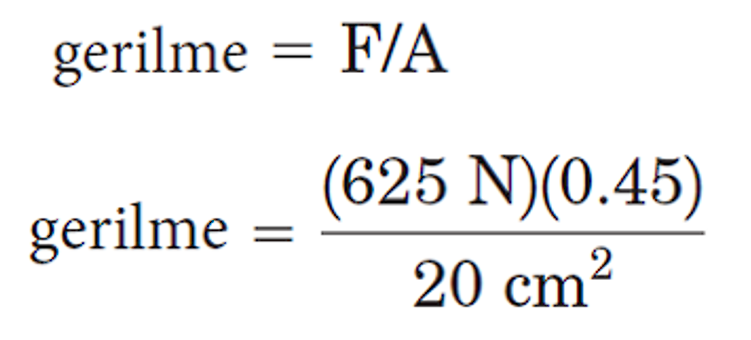 gerilme = F/A
gerilme = (625 N)(0.45)
20 cm²